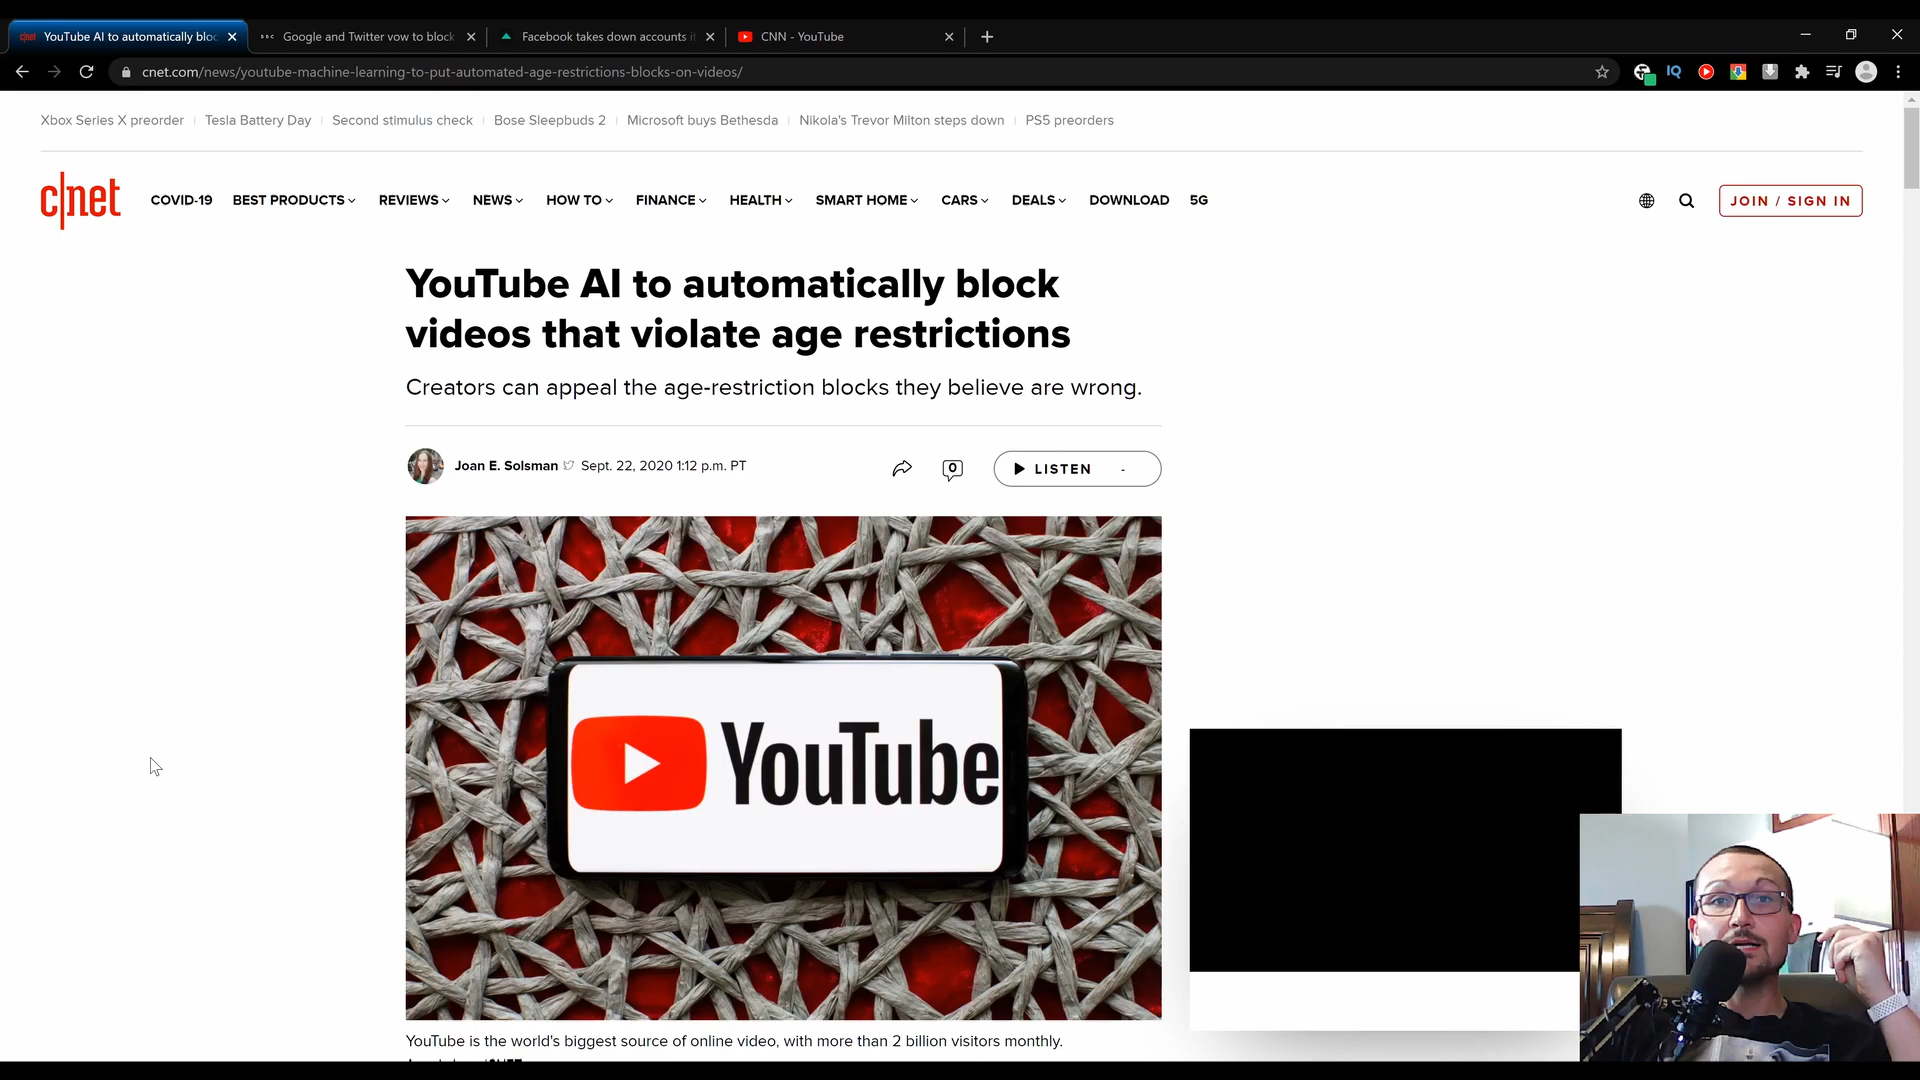 YouTube AI to automatically bloc
Google and Twitter vow to block
Facebook takes down accounts i
CNN - YouTube
cnet.com/news/youtube-machine-learning-to-put-automated-age-restrictions-blocks-on-videos/
IQ
Xbox Series X preorder
Tesla Battery Day
Second stimulus check
Bose Sleepbuds 2
Microsoft buys Bethesda
Nikola's Trevor Milton steps down
PS5 preorders
c|net
COVID-19
BEST PRODUCTS
REVIEWS
NEWS
HOW TO
FINANCE
HEALTH
SMART HOME
CARS
DEALS
DOWNLOAD
5G
JOIN / SIGN IN
YouTube AI to automatically block
videos that violate age restrictions
Creators can appeal the age-restriction blocks they believe are wrong.
Joan E. Solsman
Sept. 22, 2020 1:12 p.m. PT
0
LISTEN
-
YouTube
YouTube is the world's biggest source of online video, with more than 2 billion visitors monthly.